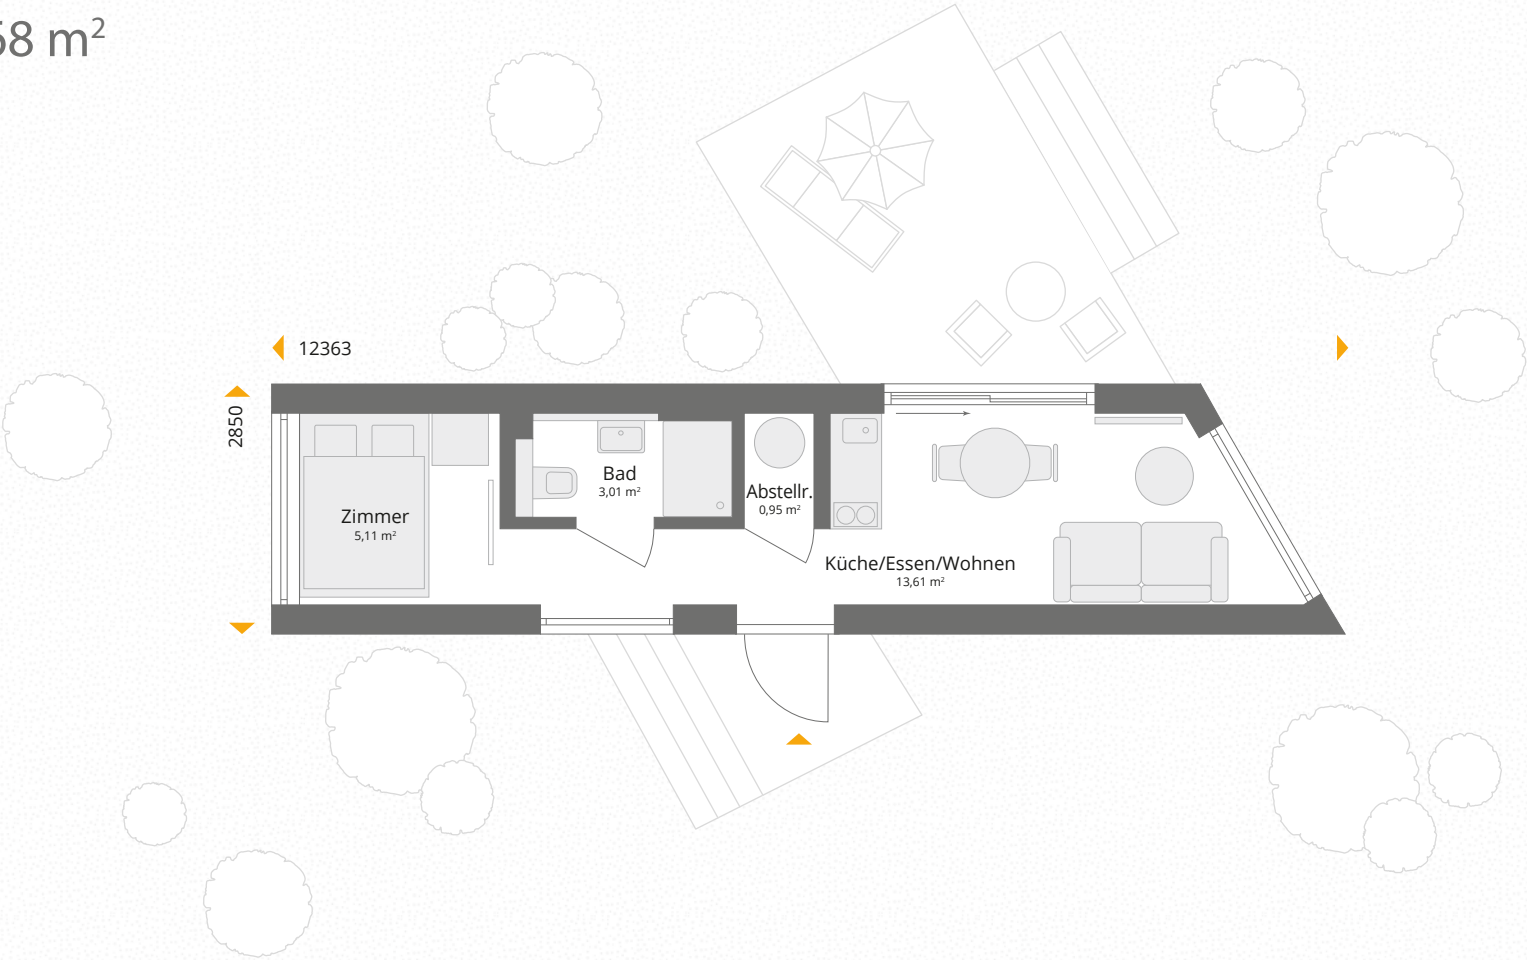 68 m²
12363
2850
Bad
3,01 m²
Abstellr.
0,95 m²
Zimmer
5,11 m²
Küche/Essen/Wohnen
13,61 m²